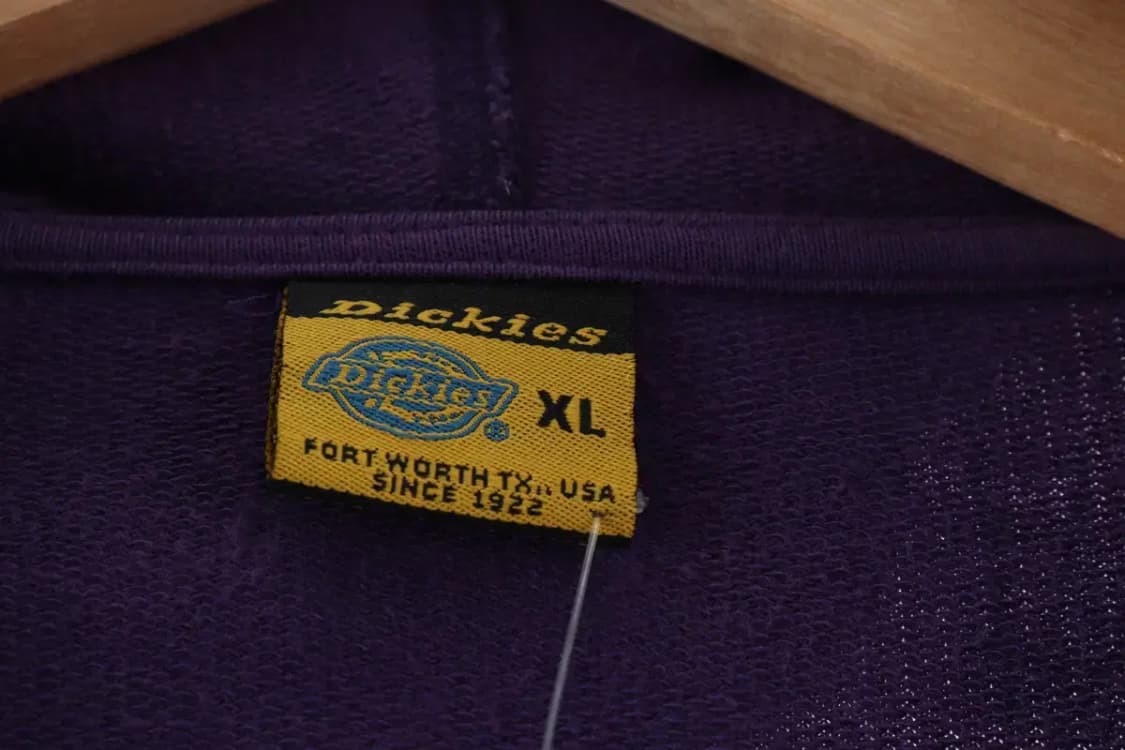 Dickies
Dickies®
XL
FORT WORTH TX., USA
SINCE 1922